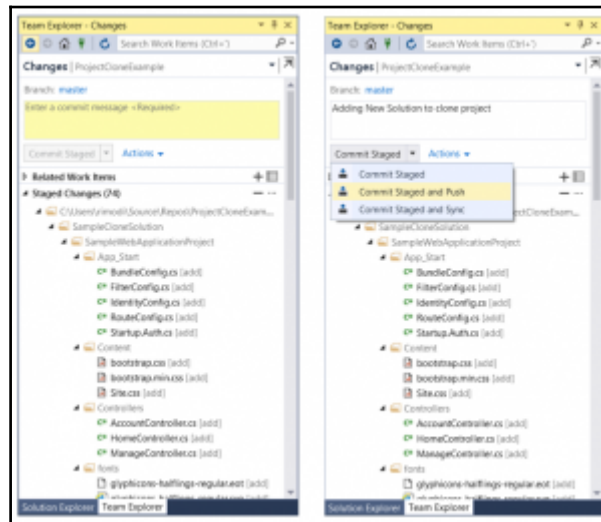 Team Explorer - Changes
Search Work Items (Ctrl+')
Changes | ProjectCloneExample
Branch: master
Enter a commit message <Required>
Commit Staged
Actions
Related Work Items
Staged Changes (74)
C:\Users\rimodi\Source\Repos\ProjectCloneExam...
SampleCloneSolution
SampleWebApplicationProject
App_Start
BundleConfig.cs [add]
FilterConfig.cs [add]
IdentityConfig.cs [add]
RouteConfig.cs [add]
Startup.Auth.cs [add]
Content
bootstrap.css [add]
bootstrap.min.css [add]
Site.css [add]
Controllers
AccountController.cs [add]
HomeController.cs [add]
ManageController.cs [add]
fonts
glyphicons-halflings-regular.eot [add]
Solution Explorer Team Explorer
Team Explorer - Changes
Search Work Items (Ctrl+')
Changes | ProjectCloneExample
Branch: master
Adding New Solution to clone project
Commit Staged
Actions
Commit Staged
Commit Staged and Push
Commit Staged and Sync
ctCloneExam...
SampleCloneSolution
SampleWebApplicationProject
App_Start
BundleConfig.cs [add]
FilterConfig.cs [add]
IdentityConfig.cs [add]
RouteConfig.cs [add]
Startup.Auth.cs [add]
Content
bootstrap.css [add]
bootstrap.min.css [add]
Site.css [add]
Controllers
AccountController.cs [add]
HomeController.cs [add]
ManageController.cs [add]
fonts
glyphicons-halflings-regular.eot [add]
Solution Explorer Team Explorer